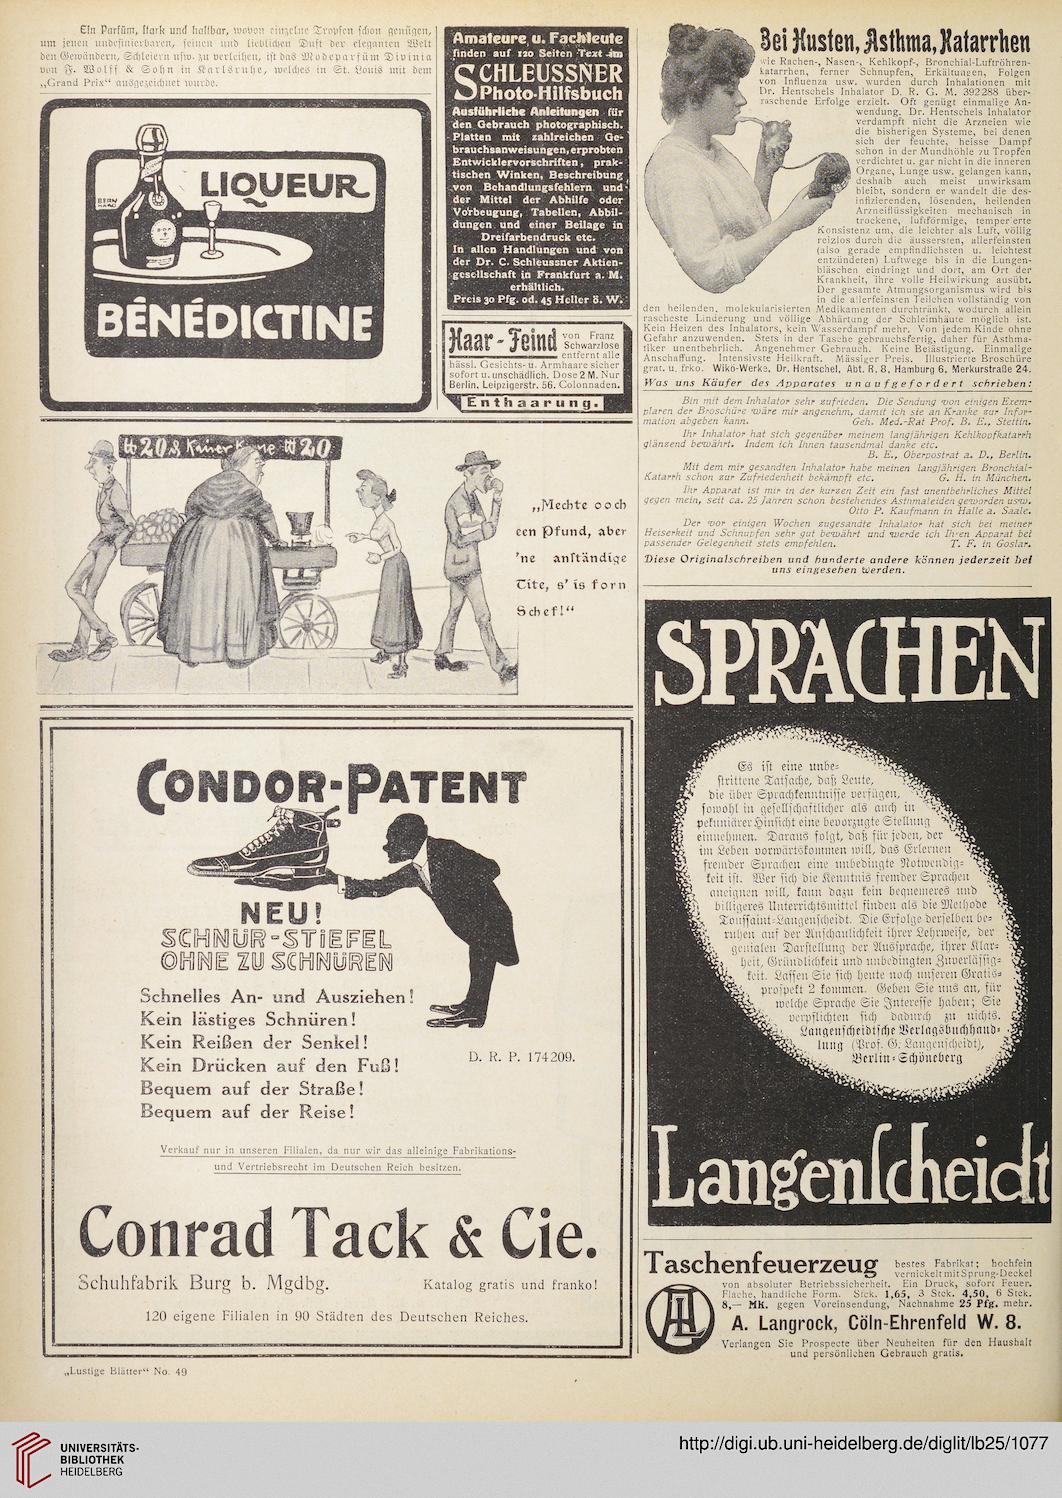 Ein Parfüm, stark und haltbar, wovon einzelne Tropfen schon genügen,
um jenen undefinierbaren, feinen und lieblichen Duft der eleganten Welt
den Gewändern, Schleiern usw. zu verleihen, ist das Modeparfüm Divinia
von F. Wolff & Sohn in Karlsruhe, welches in St. Louis mit dem
„Grand Prix“ ausgezeichnet wurde.
LIQUEUR
BERN
HARD
BÉNÉDICTINE
Amateure u. Fachleute
finden auf 120 Seiten Text im
SCHLEUSSNER
Photo-Hilfsbuch
Ausführliche Anleitungen für
den Gebrauch photographisch.
Platten mit zahlreichen Ge-
brauchsanweisungen, erprobten
Entwicklervorschriften, prak-
tischen Winken, Beschreibung
von Behandlungsfehlern und
der Mittel der Abhilfe oder
Vorbeugung, Tabellen, Abbil-
dungen und einer Beilage in
Dreifarbendruck etc.
In allen Handlungen und von
der Dr. C. Schleussner Aktien-
gesellschaft in Frankfurt a. M.
erhältlich.
Preis 30 Pfg. od. 45 Heller ö. W.
Haar-Feind von Franz
Schwarzlose
entfernt alle
hässl. Gesichts- u. Armhaare sicher
sofort u. unschädlich. Dose 2 M. Nur
Berlin, Leipzigerstr. 56. Colonnaden.
Enthaarung.
Bei Husten, Asthma, Katarrhen
wie Rachen-, Nasen-, Kehlkopf-, Bronchial-Luftröhren-
katarrhen, ferner Schnupfen, Erkältungen, Folgen
von Influenza usw. wurden durch Inhalationen mit
Dr. Hentschels Inhalator D. R. G. M. 392288 über-
raschende Erfolge erzielt. Oft genügt einmalige An-
wendung. Dr. Hentschels Inhalator
verdampft nicht die Arzneien wie
die bisherigen Systeme, bei denen
sich der feuchte, heisse Dampf
schon in der Mundhöhle zu Tropfen
verdichtet u. gar nicht in die inneren
Organe, Lunge usw. gelangen kann,
deshalb auch meist unwirksam
bleibt, sondern er wandelt die des-
infizierenden, lösenden, heilenden
Arzneiflüssigkeiten mechanisch in
trockene, luftförmige, temperierte
Konsistenz um, die leichter als Luft, völlig
reizlos durch die äussersten, allerfeinsten
(also gerade empfindlichsten u. leichtest
entzündeten) Luftwege bis in die Lungen-
bläschen eindringt und dort, am Ort der
Krankheit, ihre volle Heilwirkung ausübt.
Der gesamte Atmungsorganismus wird bis
in die allerfeinsten Teilchen vollständig von
den heilenden, molekularisierten Medikamenten durchtränkt, wodurch allein
rascheste Linderung und völlige Abhärtung der Schleimhäute möglich ist.
Kein Heizen des Inhalators, kein Wasserdampf mehr. Von jedem Kinde ohne
Gefahr anzuwenden. Stets in der Tasche gebrauchsfertig, daher für Asthma-
tiker unentbehrlich. Angenehmer Gebrauch. Keine Belästigung. Einmalige
Anschaffung. Intensivste Heilkraft. Mässiger Preis. Illustrierte Broschüre
grat. u. frko. Wikö-Werke, Dr. Hentschel, Abt. R. 8, Hamburg 6, Merkurstraße 24.
Was uns Käufer des Apparates unaufgefordert schrieben:
Bin mit dem Inhalator sehr zufrieden. Die Sendung von einigen Exem-
plaren der Broschüre wäre mir angenehm, damit ich sie an Kranke zur Infor-
mation abgeben kann. Geh. Med.-Rat Prof. B. E., Stettin.
Ihr Inhalator hat sich gegenüber meinem langjährigen Kehlkopfkatarrh
glänzend bewährt. Indem ich Ihnen tausendmal danke etc.
B. E., Oberpostrat a. D., Berlin.
Mit dem mir gesandten Inhalator habe meinen langjährigen Bronchial-
Katarrh schon zur Zufriedenheit bekämpft etc. G. H. in München.
Ihr Apparat ist mir in der kurzen Zeit ein fast unentbehrliches Mittel
gegen mein, seit ca. 25 Jahren schon bestehendes Asthmaleiden geworden usw.
Otto P. Kaufmann in Halle a. Saale.
Der vor einigen Wochen zugesandte Inhalator hat sich bei meiner
Heiserkeit und Schnupfen sehr gut bewährt und werde ich Ihren Apparat bei
passender Gelegenheit stets empfehlen. T. F. in Goslar.
Diese Originalschreiben und hunderte andere können jederzeit bei
uns eingesehen werden.
20 ₰ Keiner 20
„Mechte ooch
een Pfund, aber
'ne anständige
Tite, s' is forn
Schef!“
CONDOR-PATENT
NEU!
SCHNÜR-STIEFEL
OHNE ZU SCHNÜREN
Schnelles An- und Ausziehen!
Kein lästiges Schnüren!
Kein Reißen der Senkel!
Kein Drücken auf den Fuß!
Bequem auf der Straße!
Bequem auf der Reise!
D. R. P. 174209.
Verkauf nur in unseren Filialen, da nur wir das alleinige Fabrikations-
und Vertriebsrecht im Deutschen Reich besitzen.
Conrad Tack & Cie.
Schuhfabrik Burg b. Mgdbg. Katalog gratis und franko!
120 eigene Filialen in 90 Städten des Deutschen Reiches.
SPRACHEN
Es ist eine unbe-
strittene Tatsache, daß Leute,
die über Sprachkenntnisse verfügen,
sowohl in gesellschaftlicher als auch in
pekuniärer Hinsicht eine bevorzugte Stellung
einnehmen. Daraus folgt, daß für jeden, der
im Leben vorwärtskommen will, das Erlernen
fremder Sprachen eine unbedingte Notwendig-
keit ist. Wer sich die Kenntnis fremder Sprachen
aneignen will, kann dazu kein bequemeres und
billigeres Unterrichtsmittel finden als die Methode
Toussaint-Langenscheidt. Die Erfolge derselben be-
ruhen auf der Anschaulichkeit ihrer Lehrweise, der
genialen Darstellung der Aussprache, ihrer Klar-
heit, Gründlichkeit und unbedingten Zuverlässig-
keit. Lassen Sie sich heute noch unseren Gratis-
prospekt 2 kommen. Geben Sie uns an, für
welche Sprache Sie Interesse haben; Sie
verpflichten sich dadurch zu nichts.
Langenscheidtsche Verlagsbuchhand-
lung (Prof. G. Langenscheidt),
Berlin-Schöneberg
Langenscheidt
Taschenfeuerzeug bestes Fabrikat; hochfein
vernickelt mit Sprung-Deckel
von absoluter Betriebssicherheit. Ein Druck, sofort Feuer.
Flache, handliche Form. Stck. 1,65, 3 Stck. 4,50, 6 Stck.
8,— Mk. gegen Voreinsendung, Nachnahme 25 Pfg. mehr.
AL
A. Langrock, Cöln-Ehrenfeld W. 8.
Verlangen Sie Prospecte über Neuheiten für den Haushalt
und persönlichen Gebrauch gratis.
„Lustige Blätter“ No. 49
UNIVERSITÄTS-
BIBLIOTHEK
HEIDELBERG
http://digi.ub.uni-heidelberg.de/diglit/lb25/1077